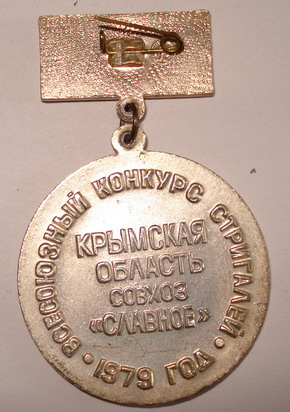 ВСЕСОЮЗНЫЙ КОНКУРС СТРИГАЛЕЙ
• 1979 ГОД •
КРЫМСКАЯ
ОБЛАСТЬ
СОВХОЗ
«СЛАВНОЕ»